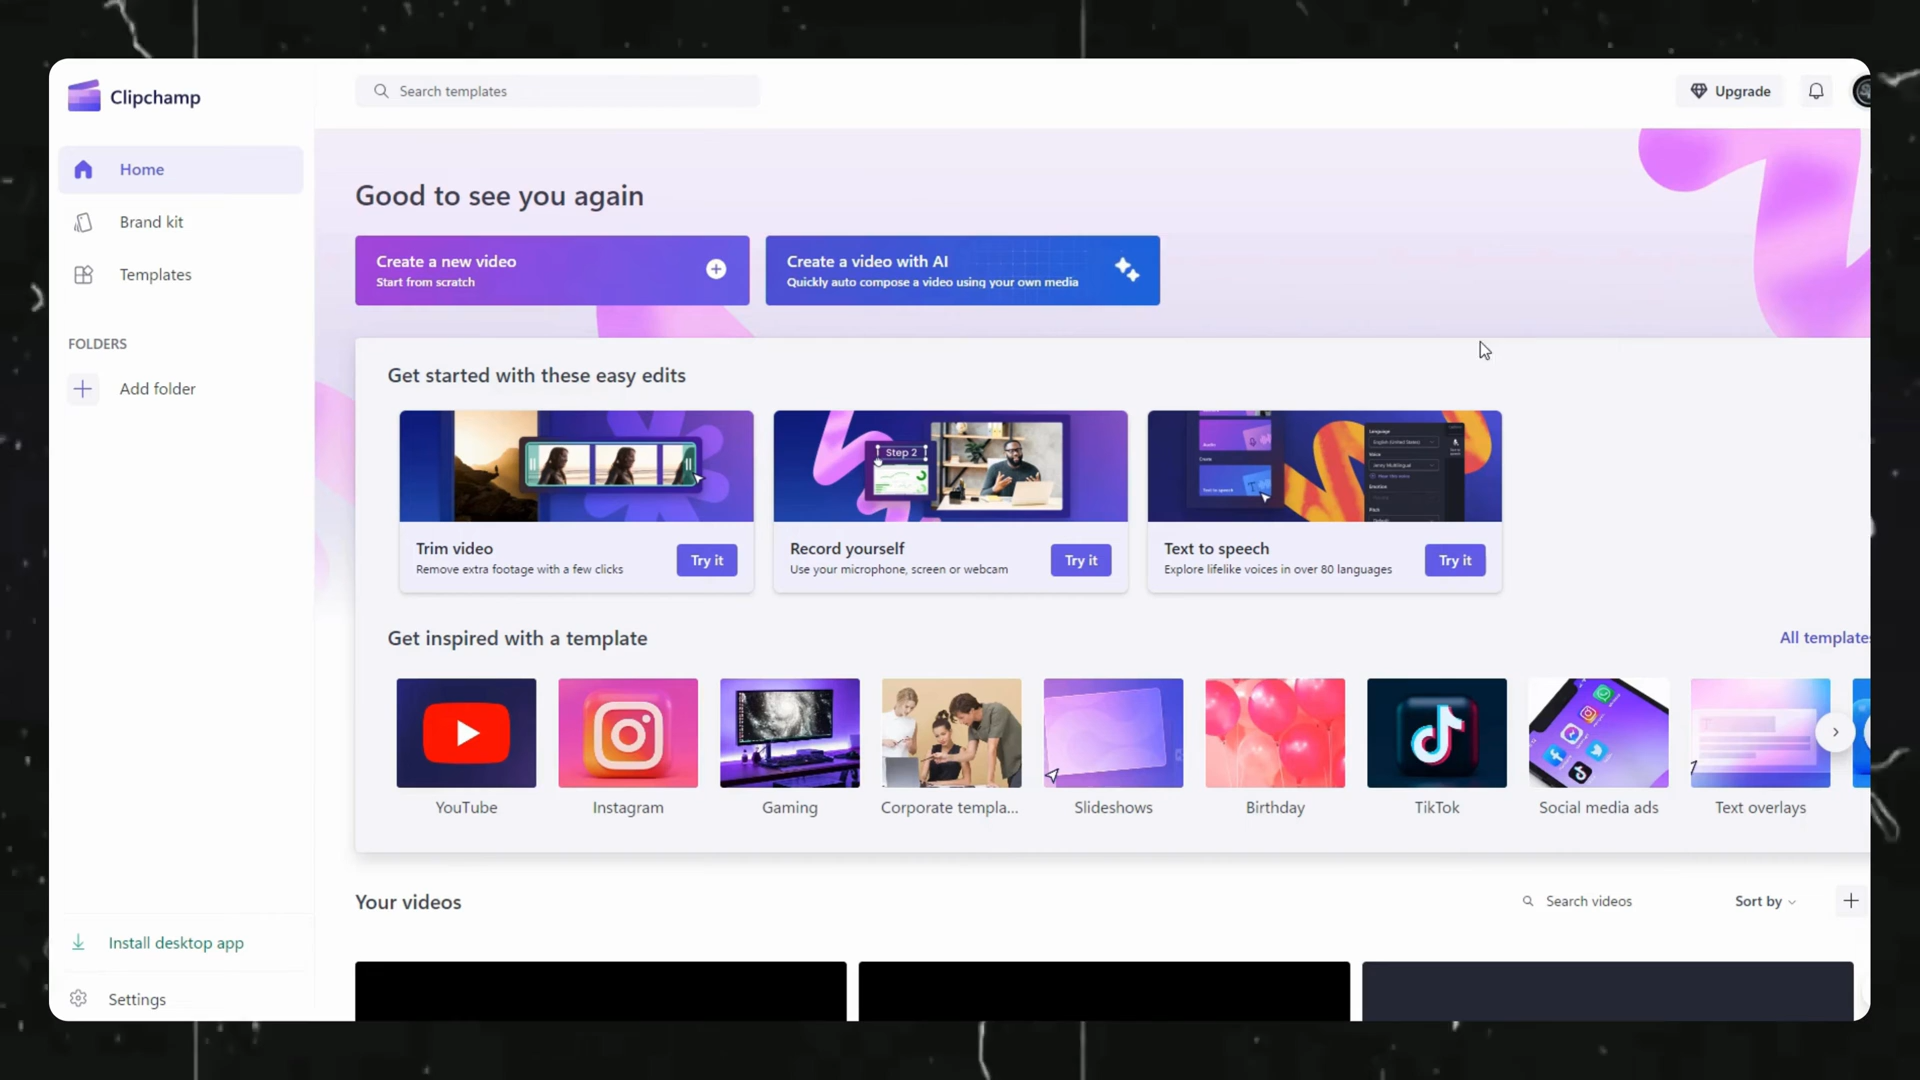 Clipchamp
Search templates
Upgrade
Home
Brand kit
Templates
FOLDERS
Add folder
Good to see you again
Create a new video
Start from scratch
Create a video with AI
Quickly auto compose a video using your own media
Get started with these easy edits
Step 2
Trim video
Remove extra footage with a few clicks
Try it
Record yourself
Use your microphone, screen or webcam
Try it
Text to speech
Explore lifelike voices in over 80 languages
Try it
Get inspired with a template
All templates
YouTube
Instagram
Gaming
Corporate templa...
Slideshows
Birthday
TikTok
Social media ads
Text overlays
Your videos
Search videos
Sort by
Install desktop app
Settings